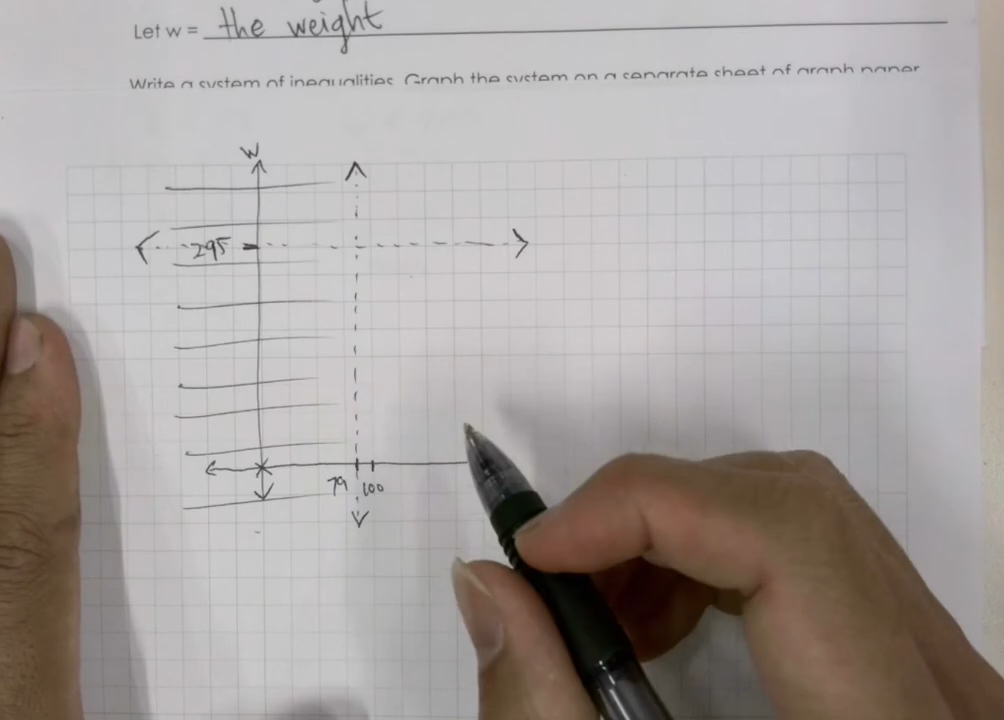 Let w = the weight
Write a system of inequalities. Graph the system on a separate sheet of graph paper
W
295
79 100